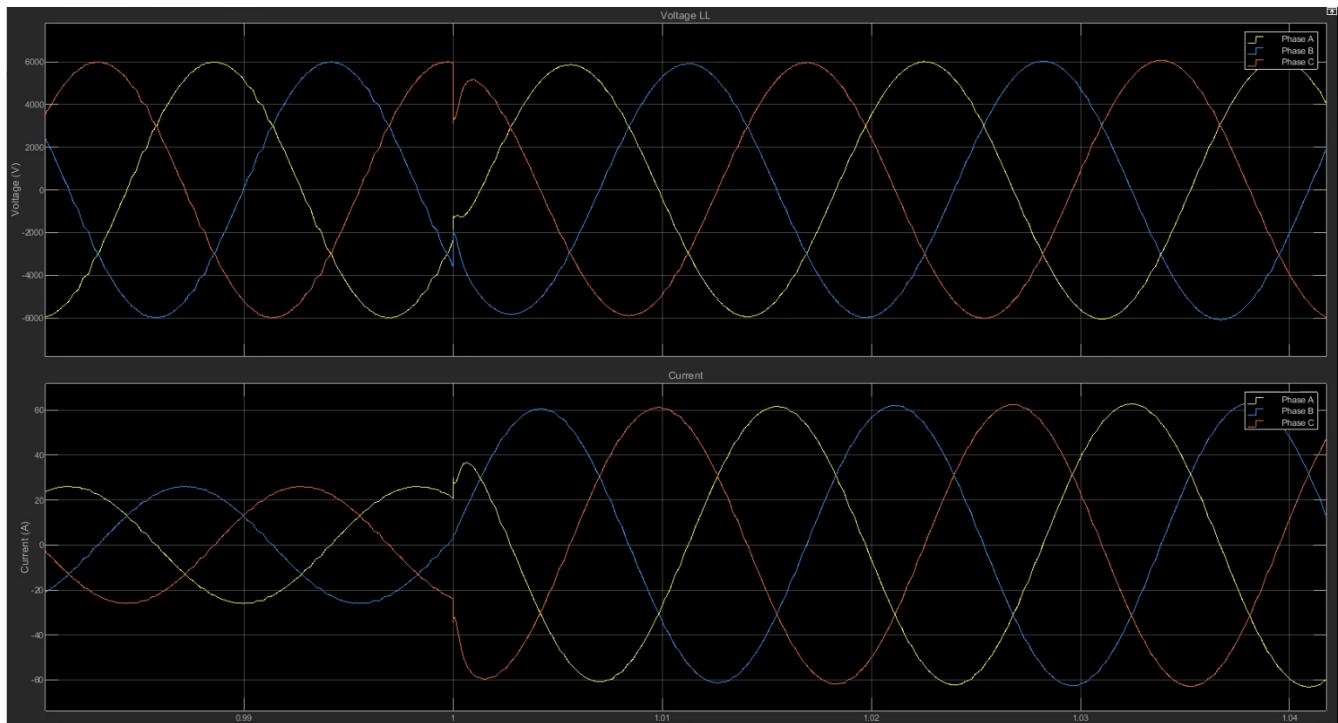 Voltage LL
Phase A
Phase B
Phase C
Voltage (V)
6000
4000
2000
0
-2000
-4000
-6000
Current
Phase A
Phase B
Phase C
Current (A)
60
40
20
0
-20
-40
-60
0.99
1
1.01
1.02
1.03
1.04